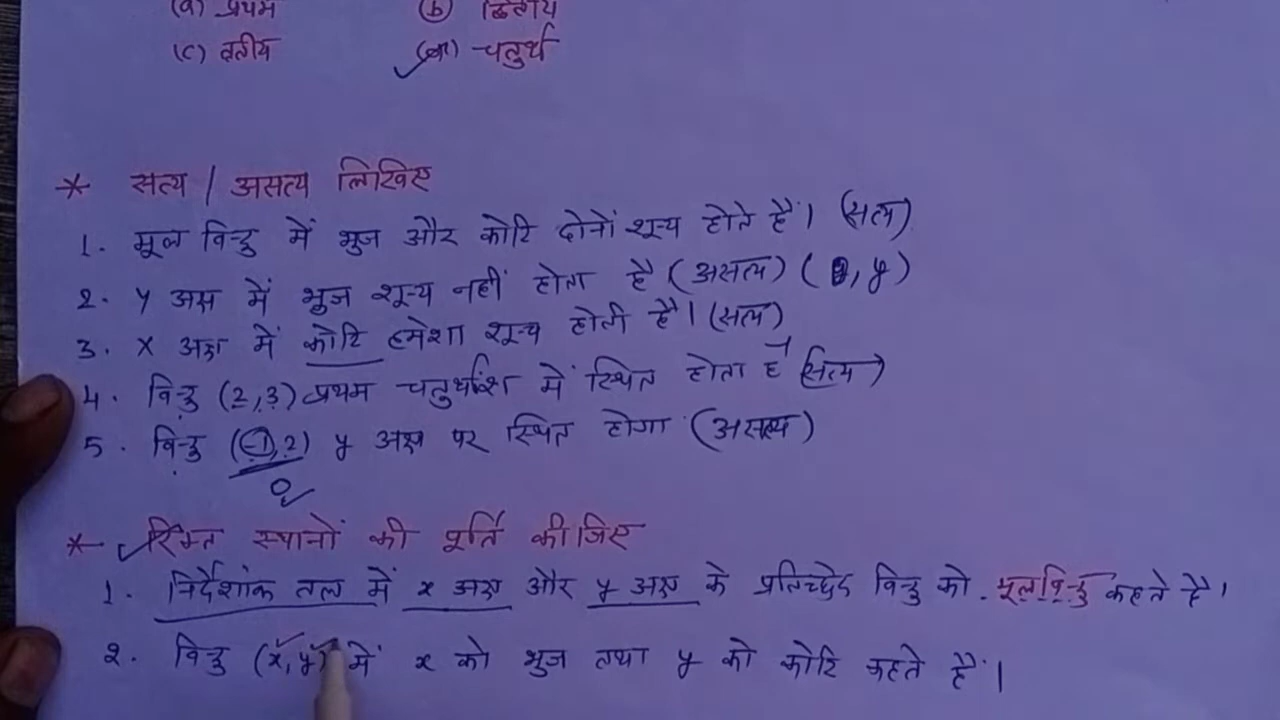 (a) प्रथम (b) द्वितीय
(c) तृतीय चतुर्थ
* सत्य / असत्य लिखिए
1. मूल बिन्दु में भुज और कोटि दोनों शून्य होते हैं। (सत्य)
2. y अक्ष में भुज शून्य नहीं होता है (असत्य) (0, y)
3. x अक्ष में कोटि हमेशा शून्य होती है। (सत्य)
4. बिन्दु (2,3) प्रथम चतुर्थांश में स्थित होता है (सत्य)
5. बिन्दु (-1,2) y अक्ष पर स्थित होगा (असत्य)
0
* रिक्त स्थानों की पूर्ति कीजिए
1. निर्देशांक तल में x अक्ष और y अक्ष के प्रतिच्छेद बिन्दु को मूलबिन्दु कहते है।
2. बिन्दु (x, y) में x को भुज तथा y को कोटि कहते हैं।